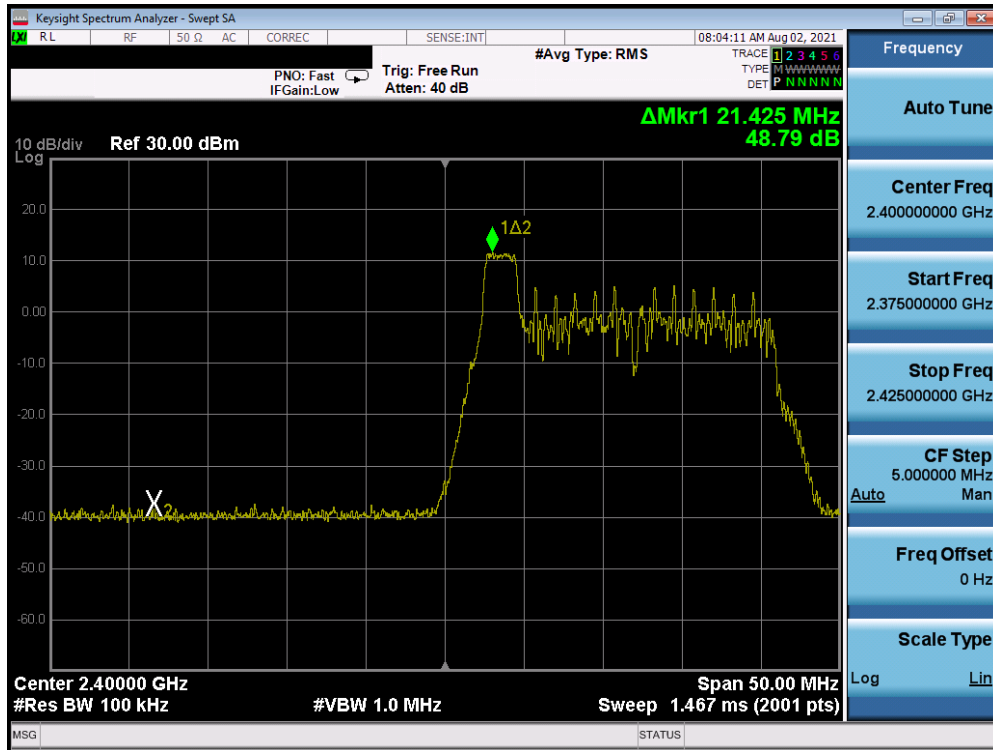 Keysight Spectrum Analyzer - Swept SA
LXI RL RF 50 Ω AC CORREC SENSE:INT 08:04:11 AM Aug 02, 2021
#Avg Type: RMS TRACE 1 2 3 4 5 6
PNO: Fast Trig: Free Run TYPE M W W W W W
IFGain:Low Atten: 40 dB DET P N N N N N
ΔMkr1 21.425 MHz
48.79 dB
10 dB/div Ref 30.00 dBm
Log
20.0
1Δ2
10.0
0.00
-10.0
-20.0
-30.0
X2
-40.0
-50.0
-60.0
Center 2.40000 GHz Span 50.00 MHz
#Res BW 100 kHz #VBW 1.0 MHz Sweep 1.467 ms (2001 pts)
MSG STATUS
Frequency
Auto Tune
Center Freq
2.400000000 GHz
Start Freq
2.375000000 GHz
Stop Freq
2.425000000 GHz
CF Step
5.000000 MHz
Auto Man
Freq Offset
0 Hz
Scale Type
Log Lin